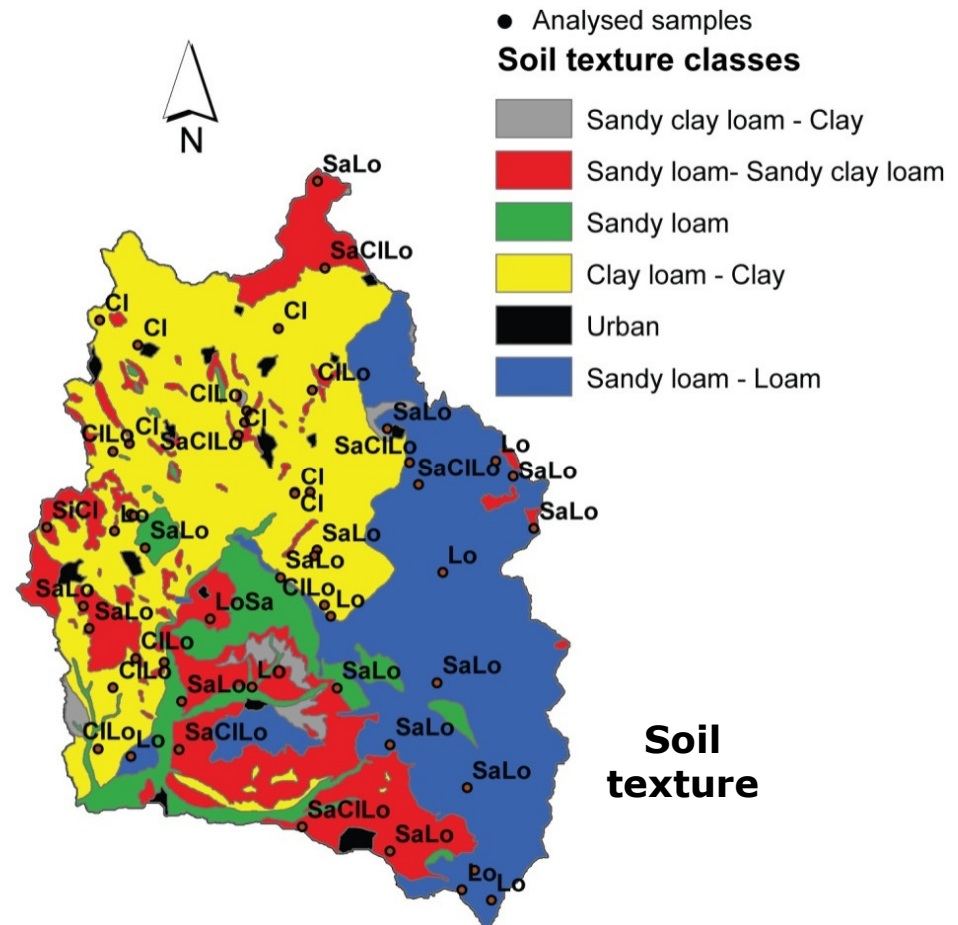 Analysed samples
Soil texture classes
Sandy clay loam - Clay
Sandy loam- Sandy clay loam
Sandy loam
Clay loam - Clay
Urban
Sandy loam - Loam
N
SaLo
SaClLo
Cl
Cl
Cl
ClLo
ClLo
Cl
SaLo
ClLo
Cl
SaClLo
SaClLo
Lo
SaClLo
SaLo
Cl
Cl
SiCl
Lo
SaLo
SaLo
SaLo
SaLo
Lo
SaLo
ClLo
Lo
SaLo
LoSa
ClLo
ClLo
SaLo
Lo
SaLo
SaLo
ClLo
Lo
SaClLo
SaLo
Soil
texture
SaLo
SaClLo
SaLo
Lo
Lo